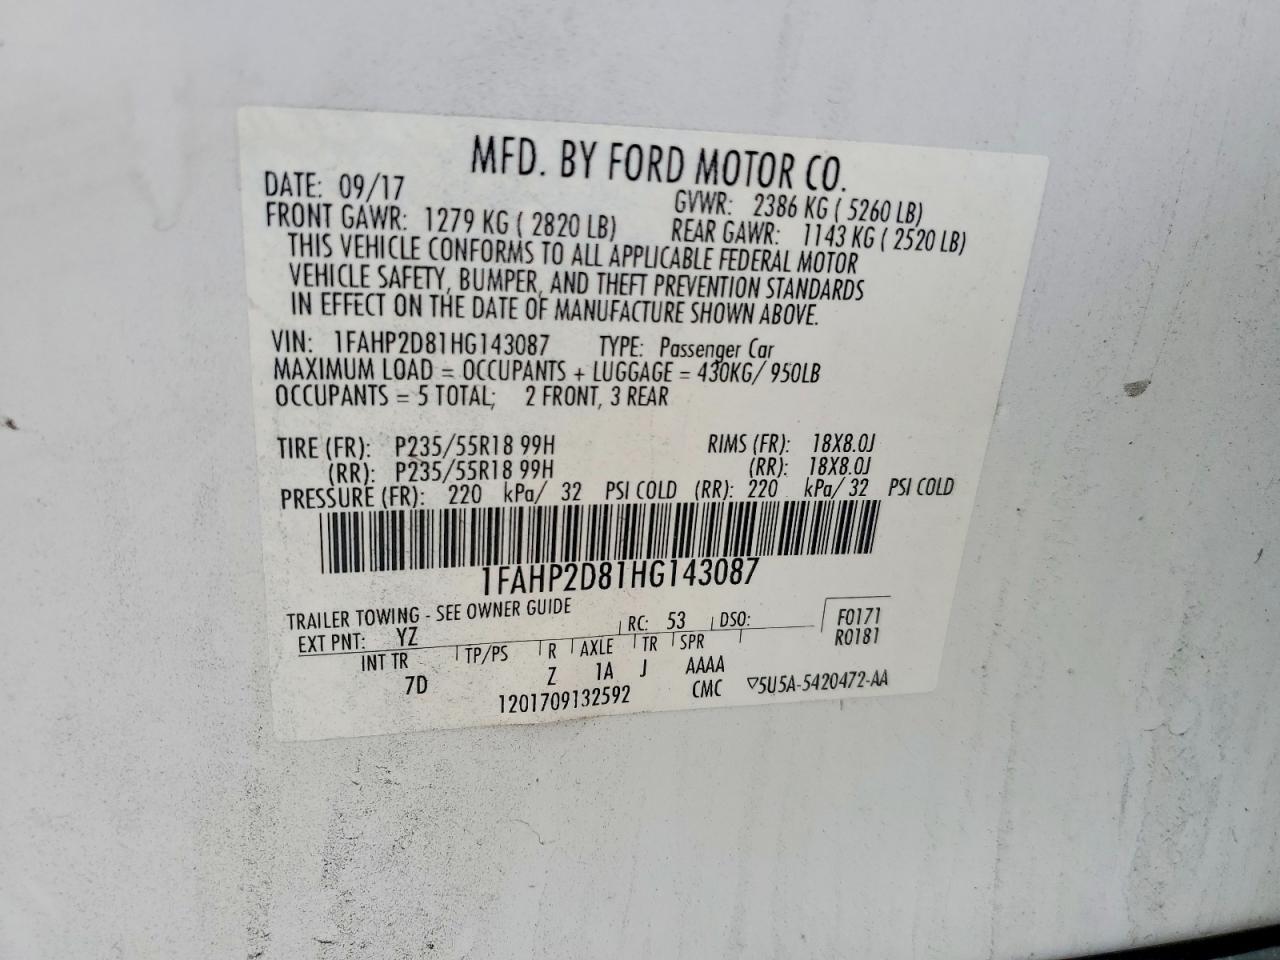 MFD. BY FORD MOTOR CO.
DATE: 09/17 GVWR: 2386 KG ( 5260 LB)
FRONT GAWR: 1279 KG ( 2820 LB) REAR GAWR: 1143 KG ( 2520 LB)
THIS VEHICLE CONFORMS TO ALL APPLICABLE FEDERAL MOTOR
VEHICLE SAFETY, BUMPER, AND THEFT PREVENTION STANDARDS
IN EFFECT ON THE DATE OF MANUFACTURE SHOWN ABOVE.
VIN: 1FAHP2D81HG143087 TYPE: Passenger Car
MAXIMUM LOAD = OCCUPANTS + LUGGAGE = 430KG/ 950LB
OCCUPANTS = 5 TOTAL; 2 FRONT, 3 REAR
TIRE (FR): P235/55R18 99H RIMS (FR): 18X8.0J
(RR): P235/55R18 99H (RR): 18X8.0J
PRESSURE (FR): 220 kPa/ 32 PSI COLD (RR): 220 kPa/ 32 PSI COLD
1FAHP2D81HG143087
TRAILER TOWING - SEE OWNER GUIDE
EXT PNT: YZ RC: 53 DSO: F0171
INT TR TP/PS R AXLE TR SPR R0181
7D Z 1A J AAAA
1201709132592 CMC ▽5U5A-5420472-AA